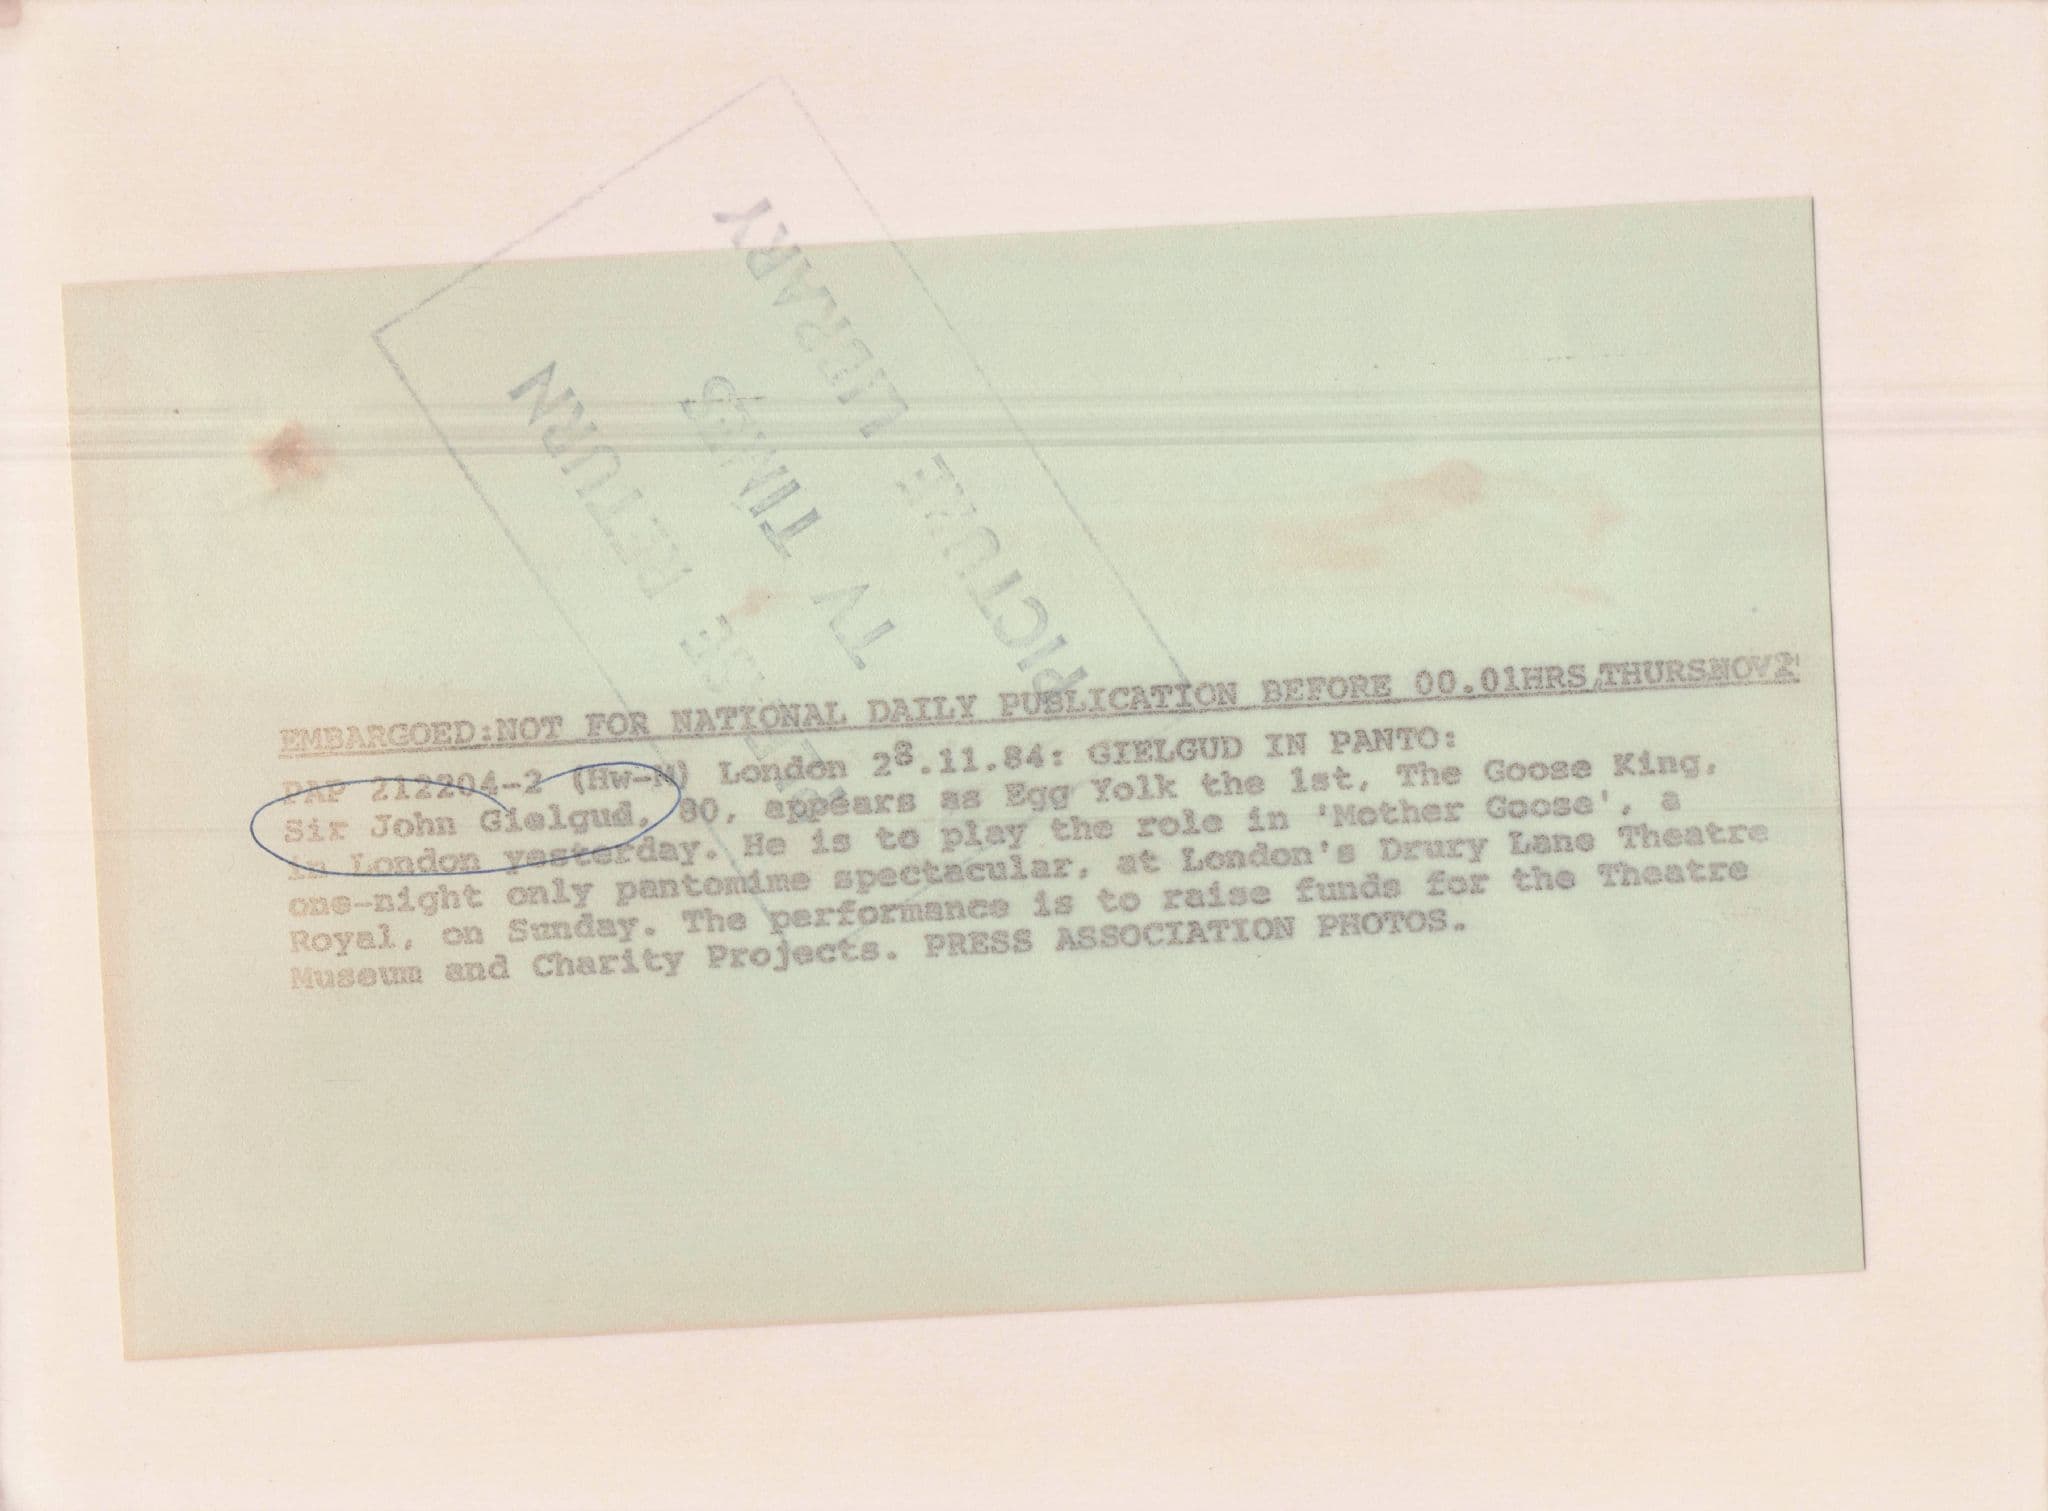 PLEASE RETURN
TV TIMES
PICTURE LIBRARY
EMBARGOED:NOT FOR NATIONAL DAILY PUBLICATION BEFORE 00.01HRS,THURSNOV2
PAP 212204-2 (HW-M) London 28.11.84: GIELGUD IN PANTO:
Sir John Gielgud, 80, appears as Egg Yolk the 1st, The Goose King,
in London yesterday. He is to play the role in 'Mother Goose', a
one-night only pantomime spectacular, at London's Drury Lane Theatre
Royal, on Sunday. The performance is to raise funds for the Theatre
Museum and Charity Projects. PRESS ASSOCIATION PHOTOS.